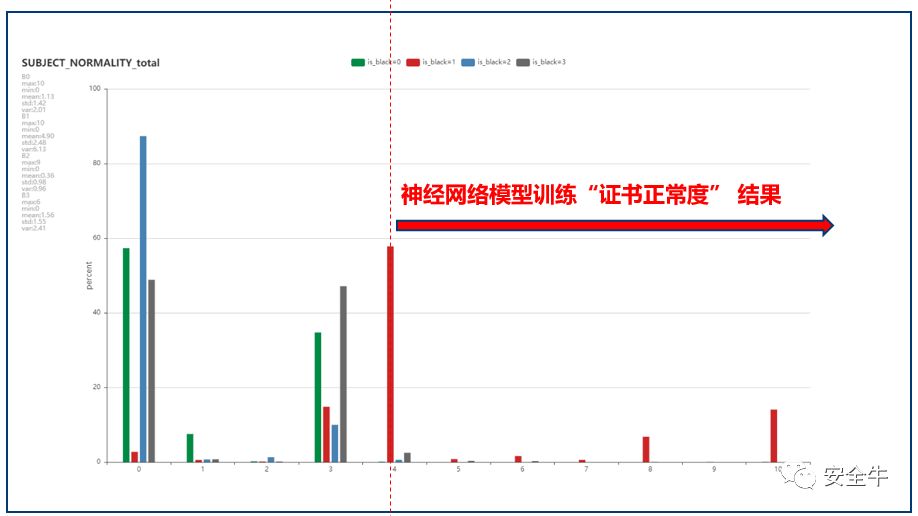 SUBJECT_NORMALITY_total
is_black=0 is_black=1 is_black=2 is_black=3
B0
max:10
min:0
mean:1.13
std:1.42
var:2.01
B1
max:10
min:0
mean:4.90
std:2.48
var:6.13
B2
max:9
min:0
mean:0.36
std:0.98
var:0.96
B3
max:6
min:0
mean:1.56
std:1.55
var:2.41
100
80
60
40
20
0
percent
神经网络模型训练“证书正常度” 结果
0 1 2 3 4 5 6 7 8 9 10
安全牛